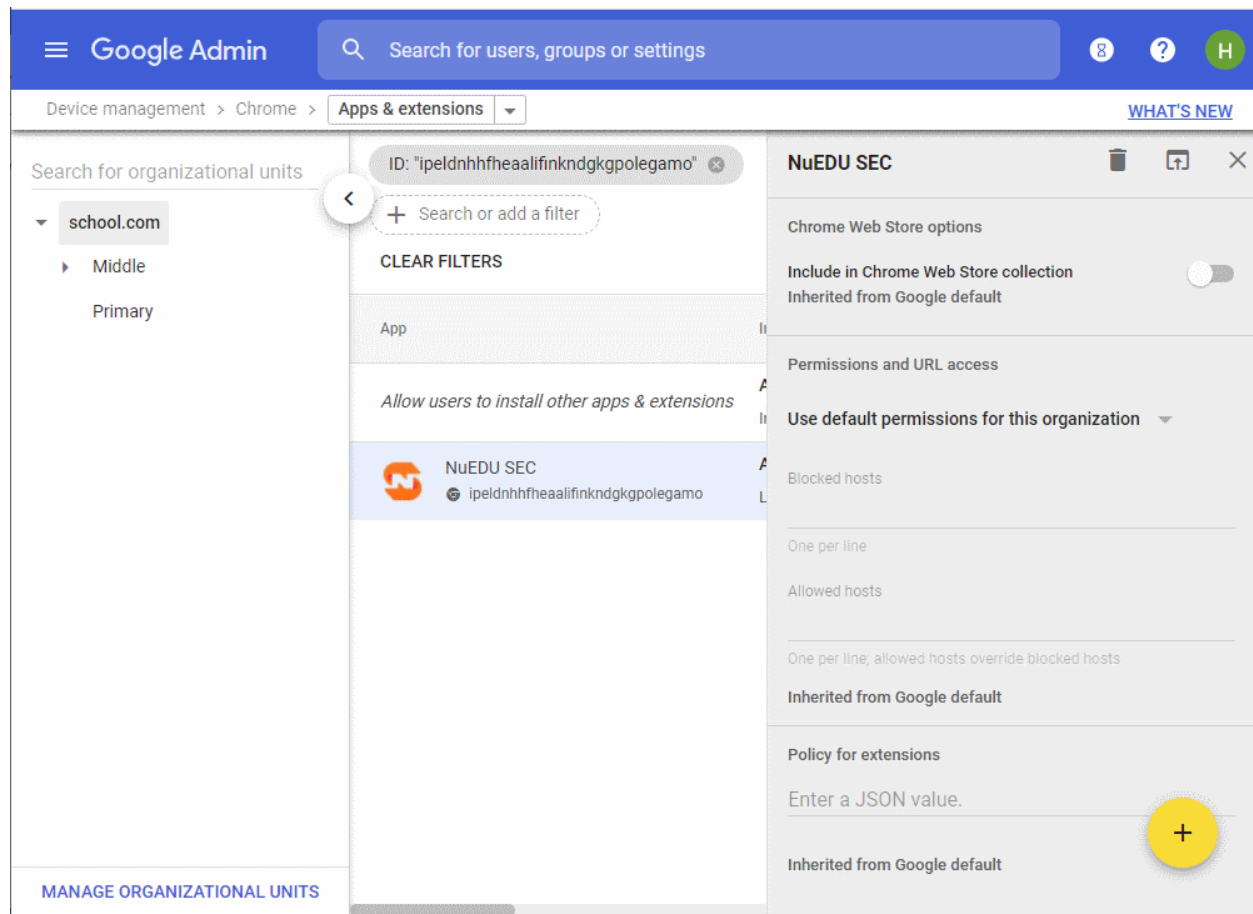 Google Admin
Search for users, groups or settings
H
Device management > Chrome > Apps & extensions
WHAT'S NEW
Search for organizational units
school.com
Middle
Primary
MANAGE ORGANIZATIONAL UNITS
ID: "ipeldnhhfheaalifinkndgkgpolegamo"
+ Search or add a filter
CLEAR FILTERS
App
Allow users to install other apps & extensions
NuEDU SEC
ipeldnhhfheaalifinkndgkgpolegamo
NuEDU SEC
Chrome Web Store options
Include in Chrome Web Store collection
Inherited from Google default
Permissions and URL access
Use default permissions for this organization
Blocked hosts
One per line
Allowed hosts
One per line; allowed hosts override blocked hosts
Inherited from Google default
Policy for extensions
Enter a JSON value.
Inherited from Google default